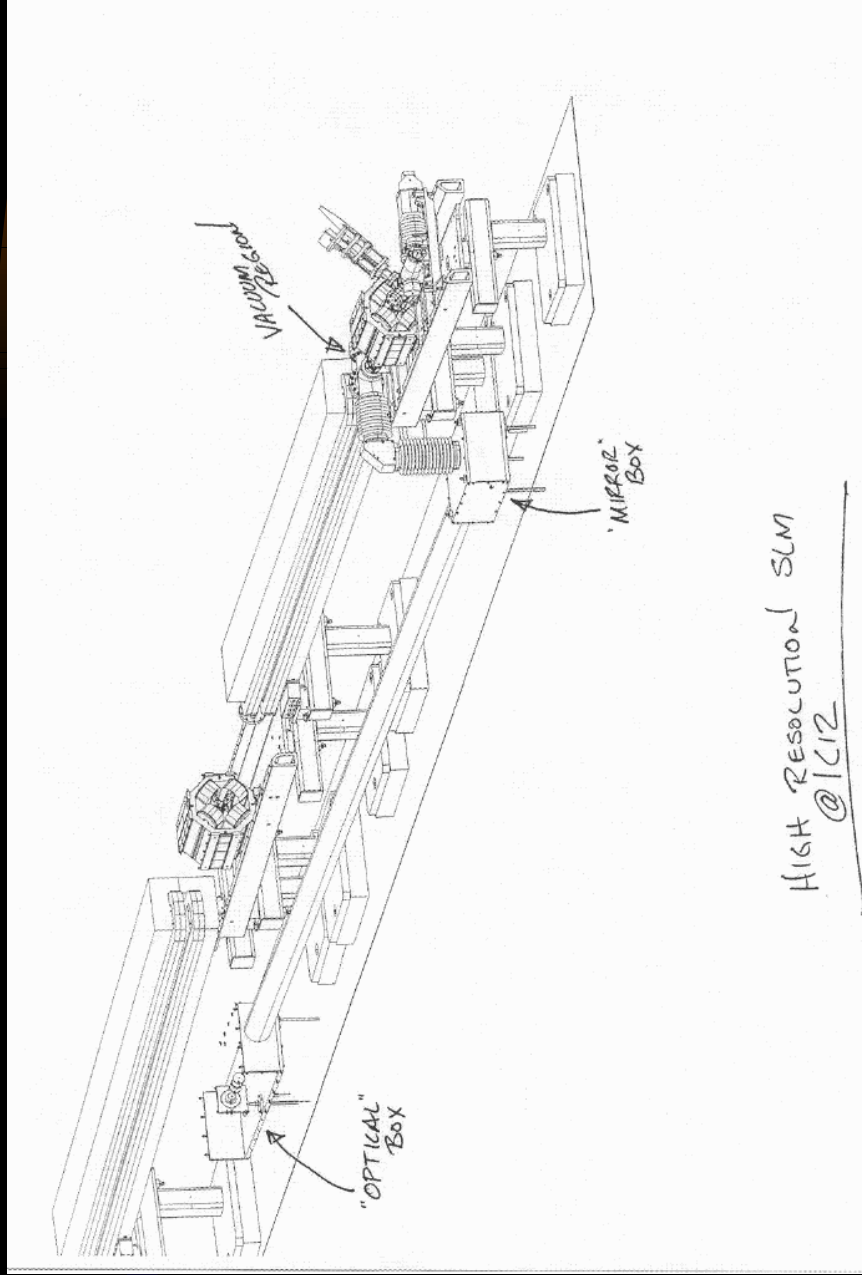 VACUUM
REGION
"MIRROR"
BOX
"OPTICAL"
BOX
HIGH RESOLUTION SLM
@ 1C12